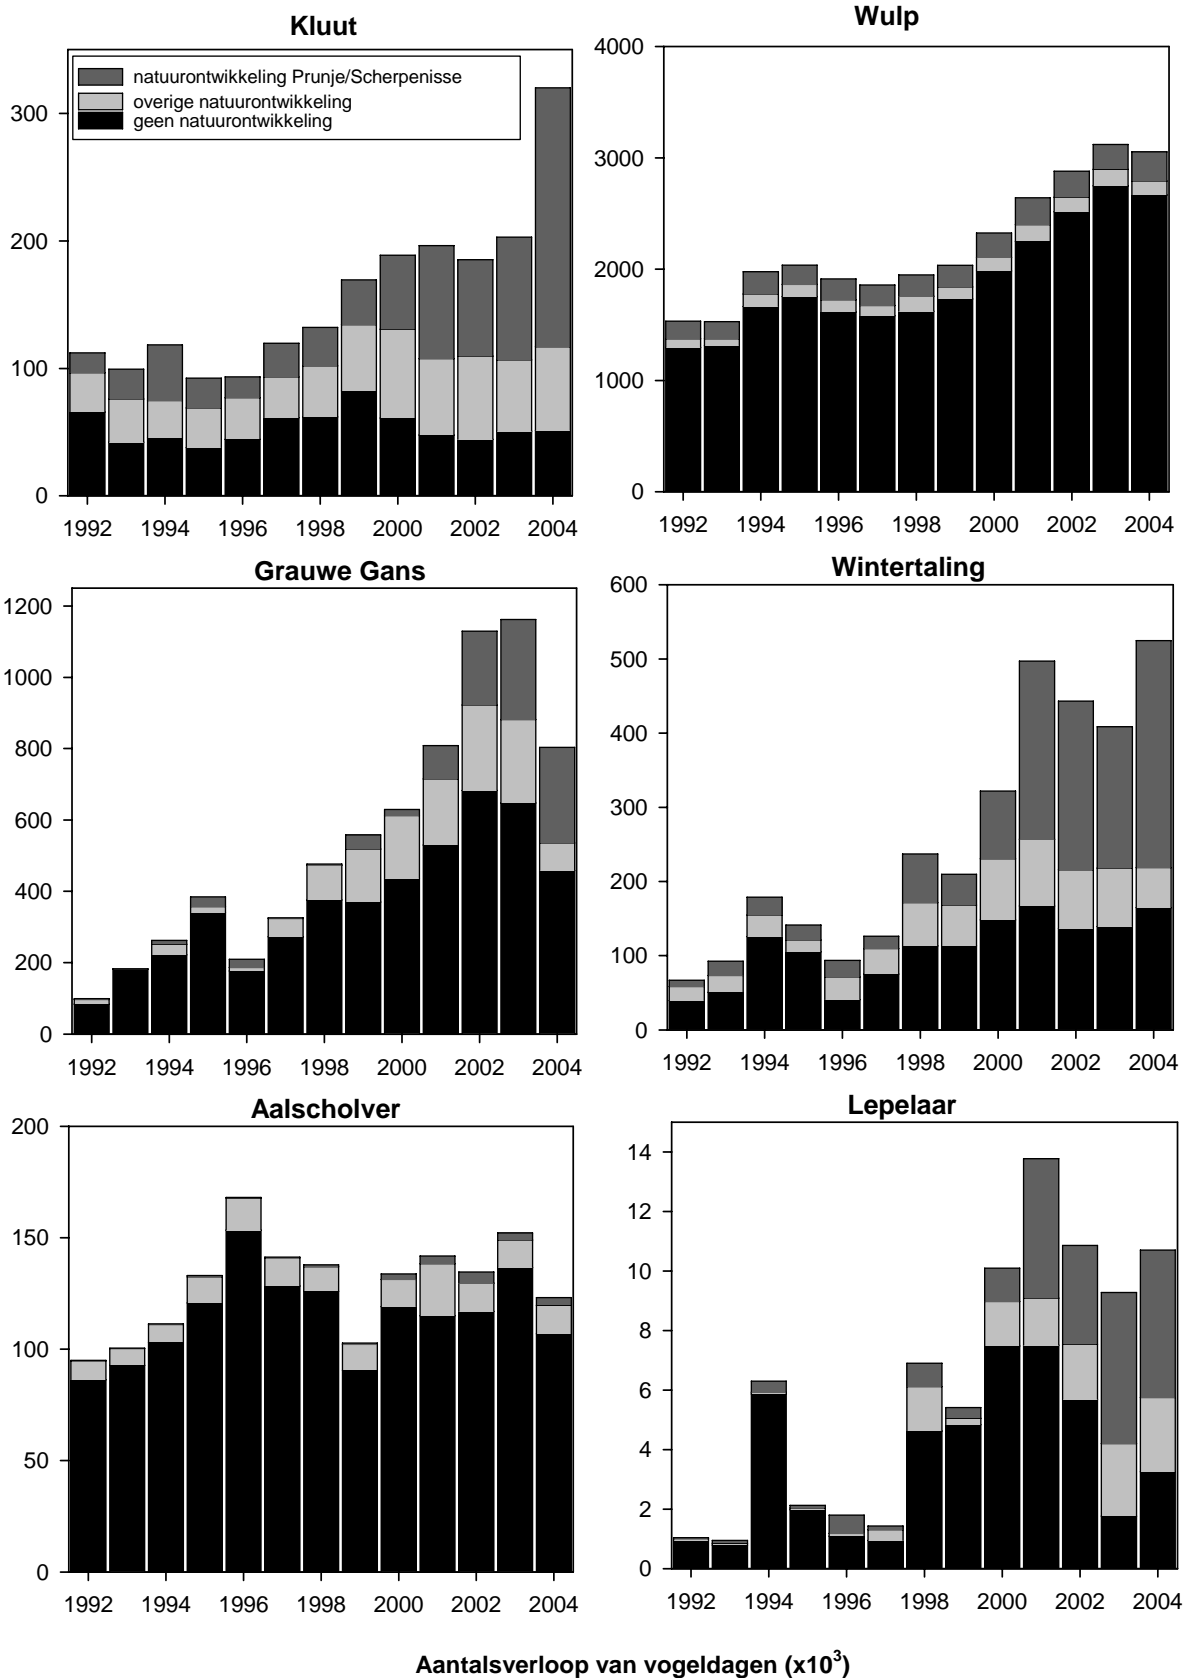 Kluut
natuurontwikkeling Prunje/Scherpenisse
overige natuurontwikkeling
geen natuurontwikkeling
300
200
100
0
1992 1994 1996 1998 2000 2002 2004
Wulp
4000
3000
2000
1000
0
1992 1994 1996 1998 2000 2002 2004
Grauwe Gans
1200
1000
800
600
400
200
0
1992 1994 1996 1998 2000 2002 2004
Wintertaling
600
500
400
300
200
100
0
1992 1994 1996 1998 2000 2002 2004
Aalscholver
200
150
100
50
0
1992 1994 1996 1998 2000 2002 2004
Lepelaar
14
12
10
8
6
4
2
0
1992 1994 1996 1998 2000 2002 2004
Aantalsverloop van vogeldagen (x10³)